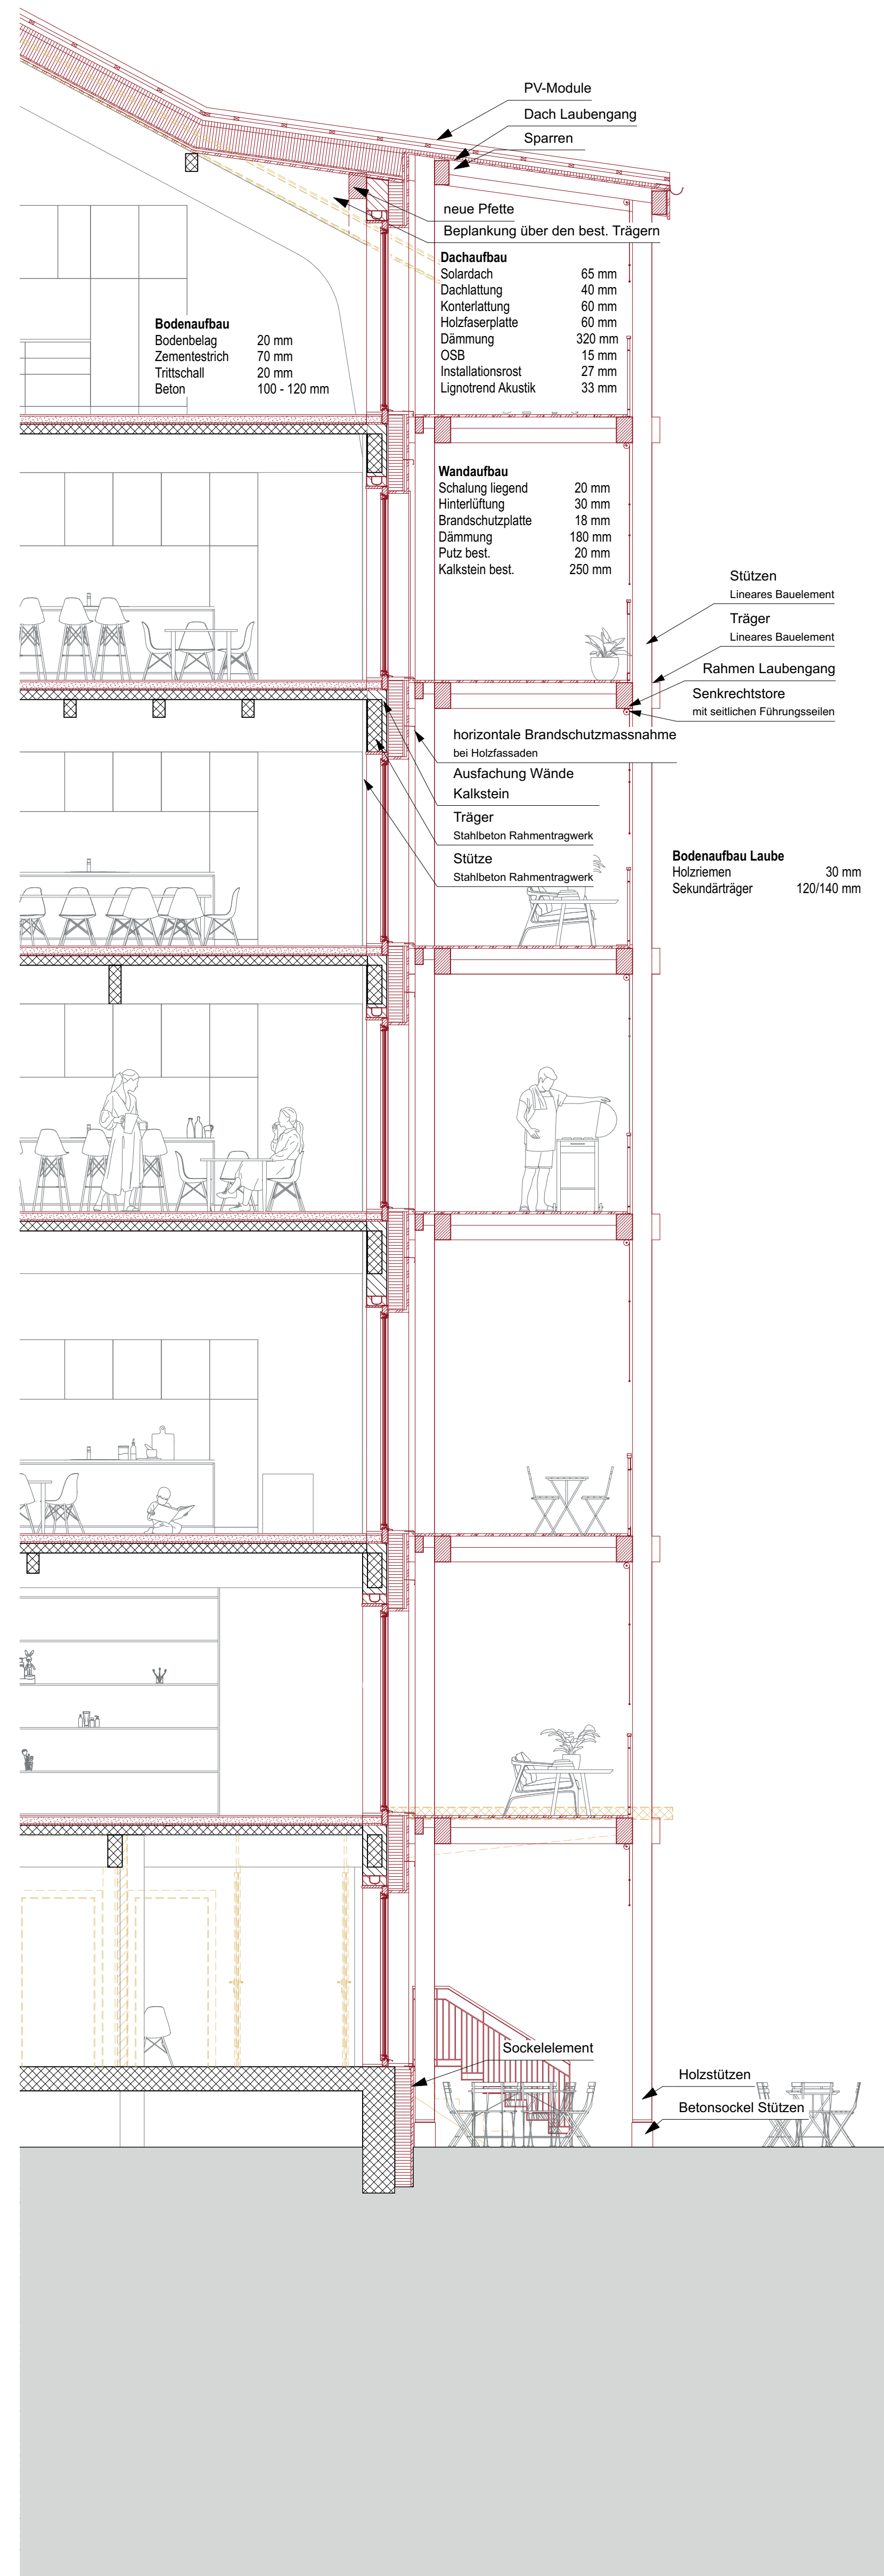 PV-Module
Dach Laubengang
Sparren
neue Pfette
Beplankung über den best. Trägern
Dachaufbau
Solardach 65 mm
Dachlattung 40 mm
Konterlattung 60 mm
Holzfaserplatte 60 mm
Dämmung 320 mm
OSB 15 mm
Installationsrost 27 mm
Lignotrend Akustik 33 mm
Bodenaufbau
Bodenbelag 20 mm
Zementestrich 70 mm
Trittschall 20 mm
Beton 100 - 120 mm
Wandaufbau
Schalung liegend 20 mm
Hinterlüftung 30 mm
Brandschutzplatte 18 mm
Dämmung 180 mm
Putz best. 20 mm
Kalkstein best. 250 mm
Stützen
Lineares Bauelement
Träger
Lineares Bauelement
Rahmen Laubengang
Senkrechtstore
mit seitlichen Führungsseilen
horizontale Brandschutzmassnahme
bei Holzfassaden
Ausfachung Wände
Kalkstein
Träger
Stahlbeton Rahmentragwerk
Stütze
Stahlbeton Rahmentragwerk
Bodenaufbau Laube
Holzriemen 30 mm
Sekundärträger 120/140 mm
Sockelelement
Holzstützen
Betonsockel Stützen